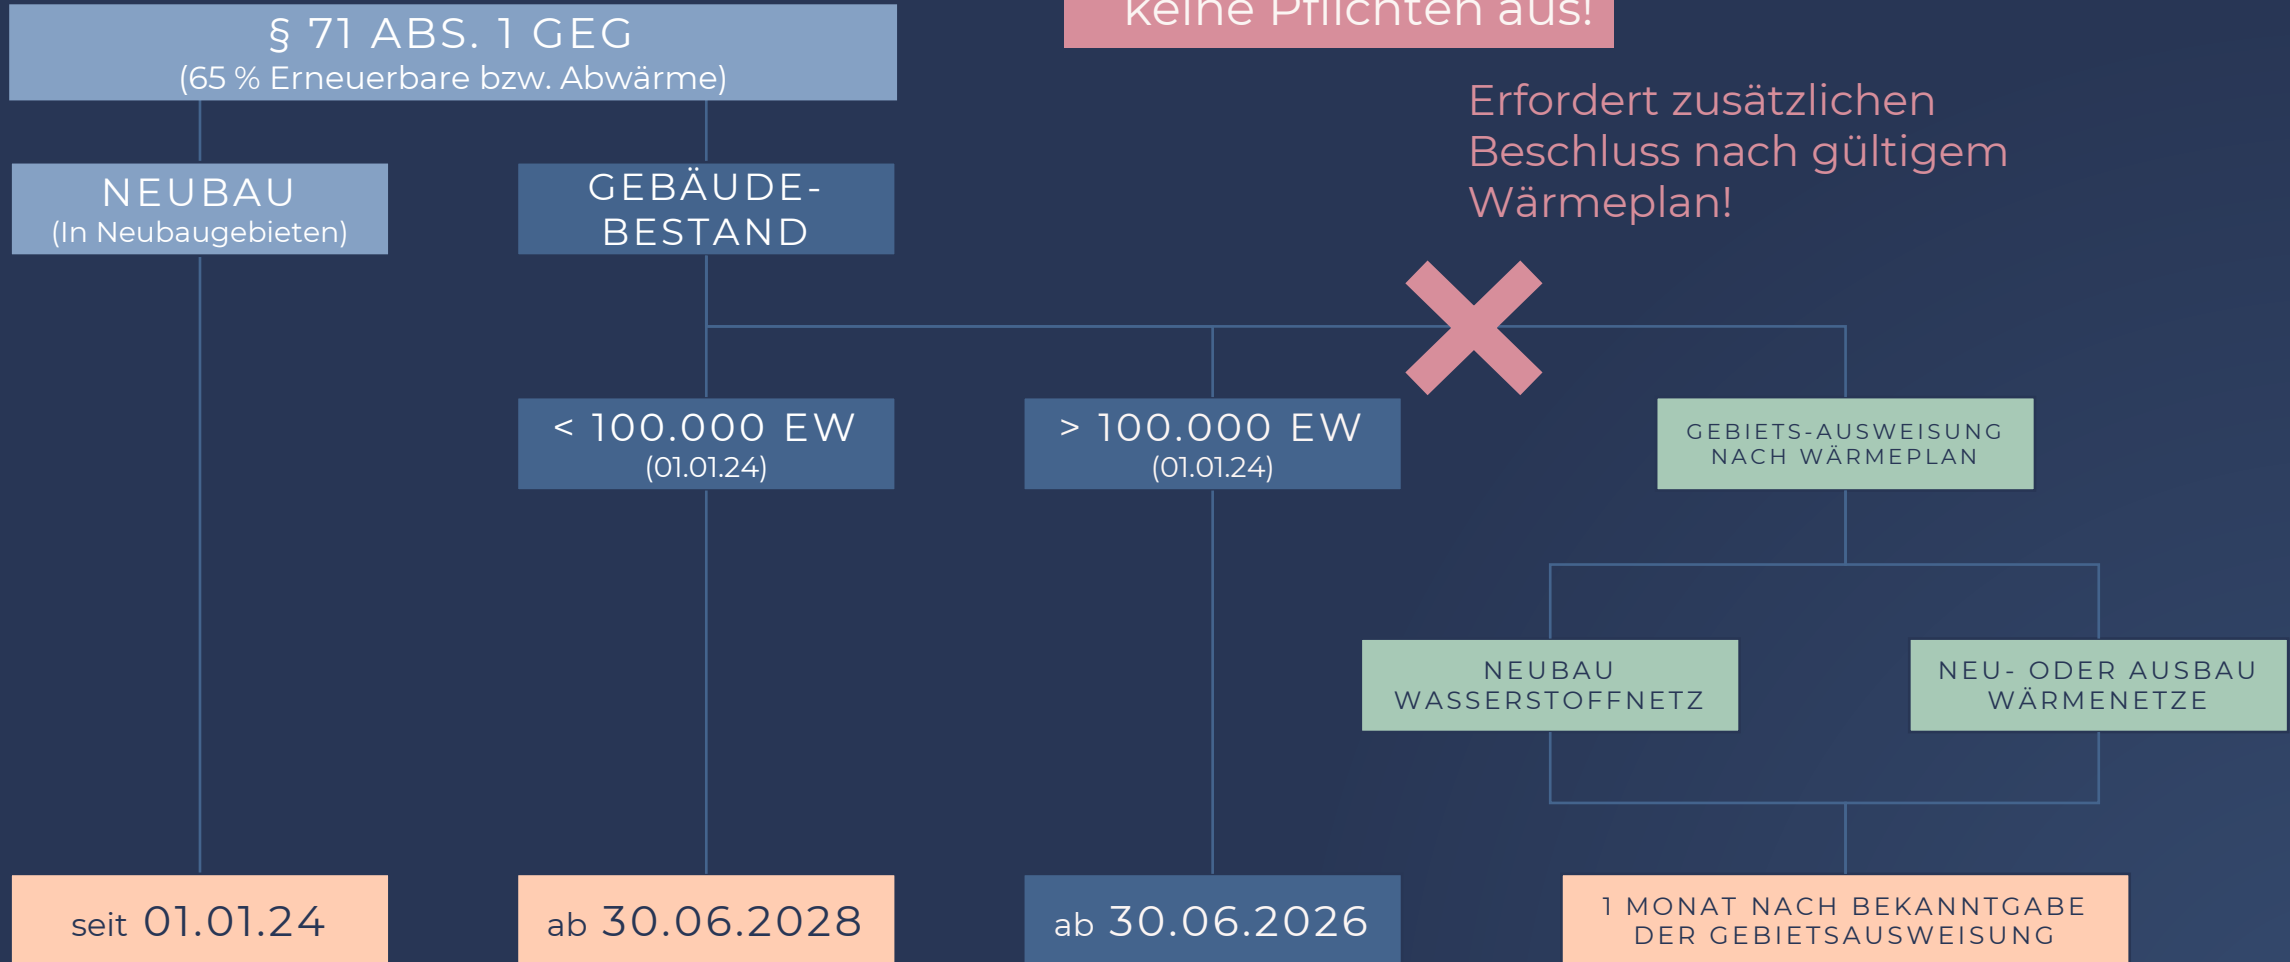 keine Pflichten aus!
§ 71 ABS. 1 GEG
(65 % Erneuerbare bzw. Abwärme)
Erfordert zusätzlichen
Beschluss nach gültigem
Wärmeplan!
NEUBAU
(In Neubaugebieten)
GEBÄUDE-
BESTAND
< 100.000 EW
(01.01.24)
> 100.000 EW
(01.01.24)
GEBIETS-AUSWEISUNG
NACH WÄRMEPLAN
NEUBAU
WASSERSTOFFNETZ
NEU- ODER AUSBAU
WÄRMENETZE
seit 01.01.24
ab 30.06.2028
ab 30.06.2026
1 MONAT NACH BEKANNTGABE
DER GEBIETSAUSWEISUNG